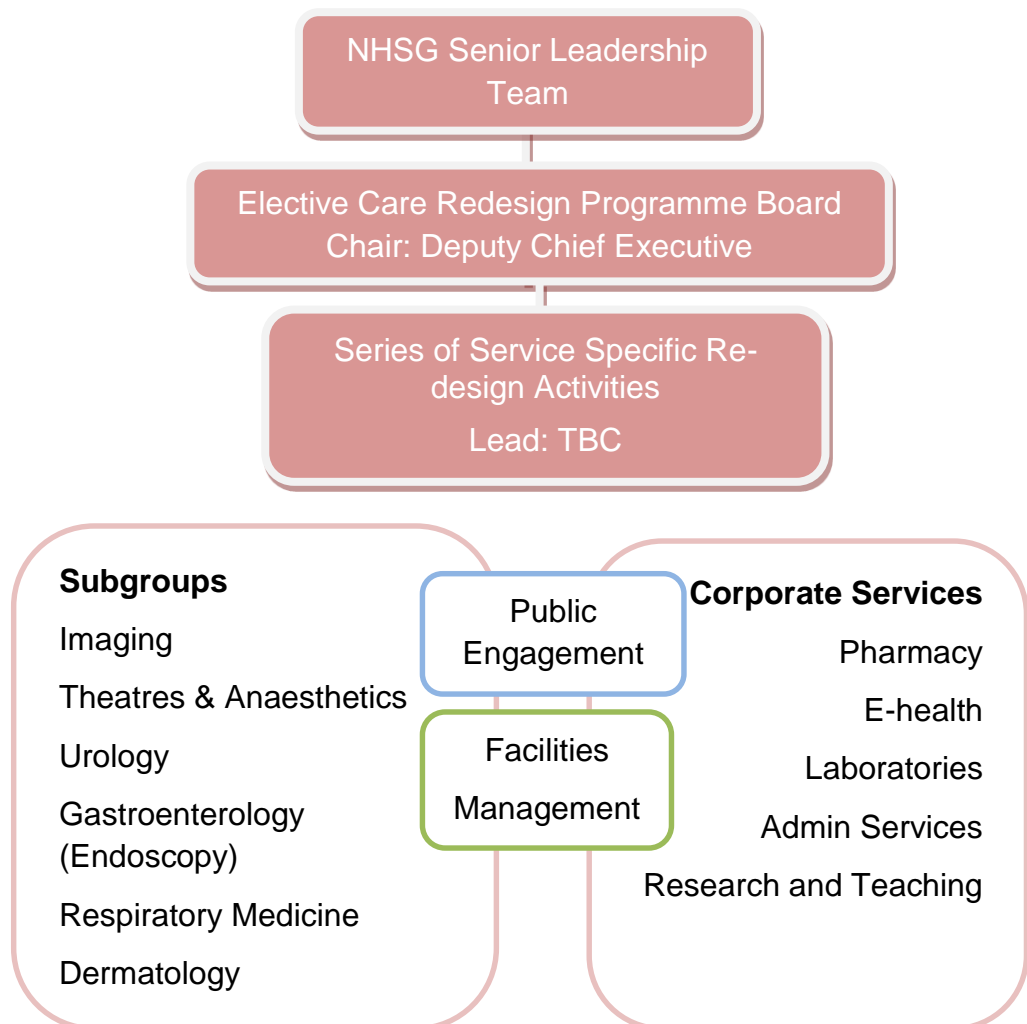 NHSG Senior Leadership
Team
Elective Care Redesign Programme Board
Chair: Deputy Chief Executive
Series of Service Specific Re-
design Activities
Lead: TBC
Subgroups
Imaging
Theatres & Anaesthetics
Urology
Gastroenterology
(Endoscopy)
Respiratory Medicine
Dermatology
Public
Engagement
Facilities
Management
Corporate Services
Pharmacy
E-health
Laboratories
Admin Services
Research and Teaching